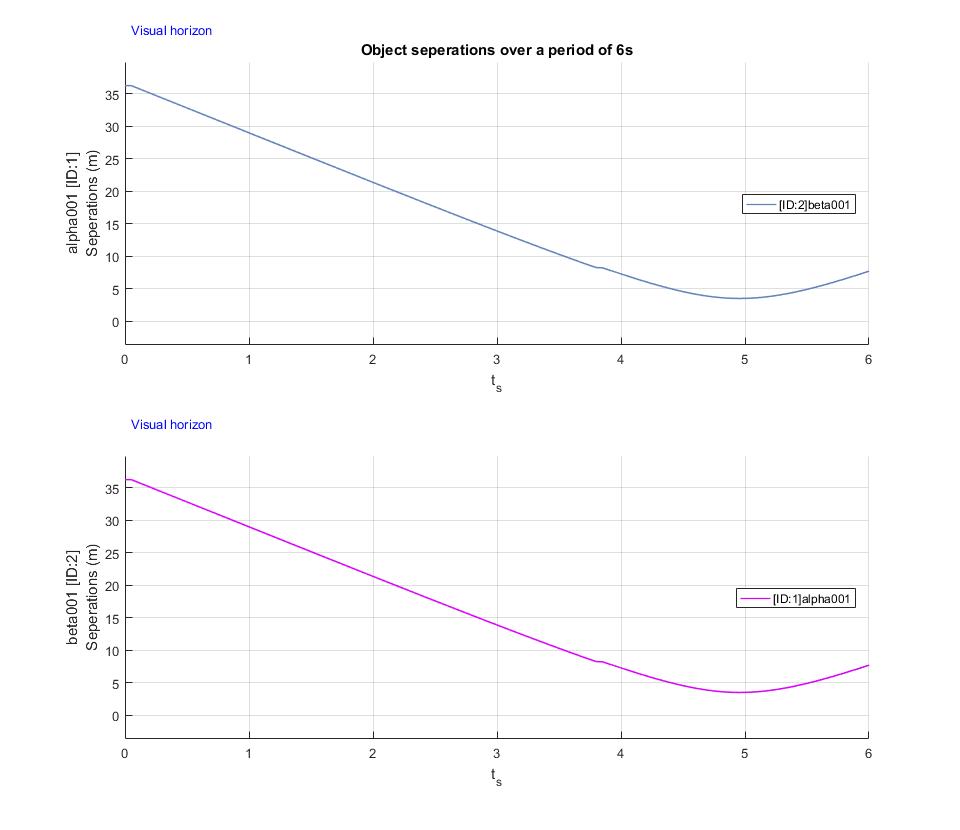 Visual horizon
Object seperations over a period of 6s
alpha001 [ID:1]
Seperations (m)
35
30
25
20
15
10
5
0
[ID:2]beta001
0 1 2 3 4 5 6
t_s
Visual horizon
beta001 [ID:2]
Seperations (m)
35
30
25
20
15
10
5
0
[ID:1]alpha001
0 1 2 3 4 5 6
t_s